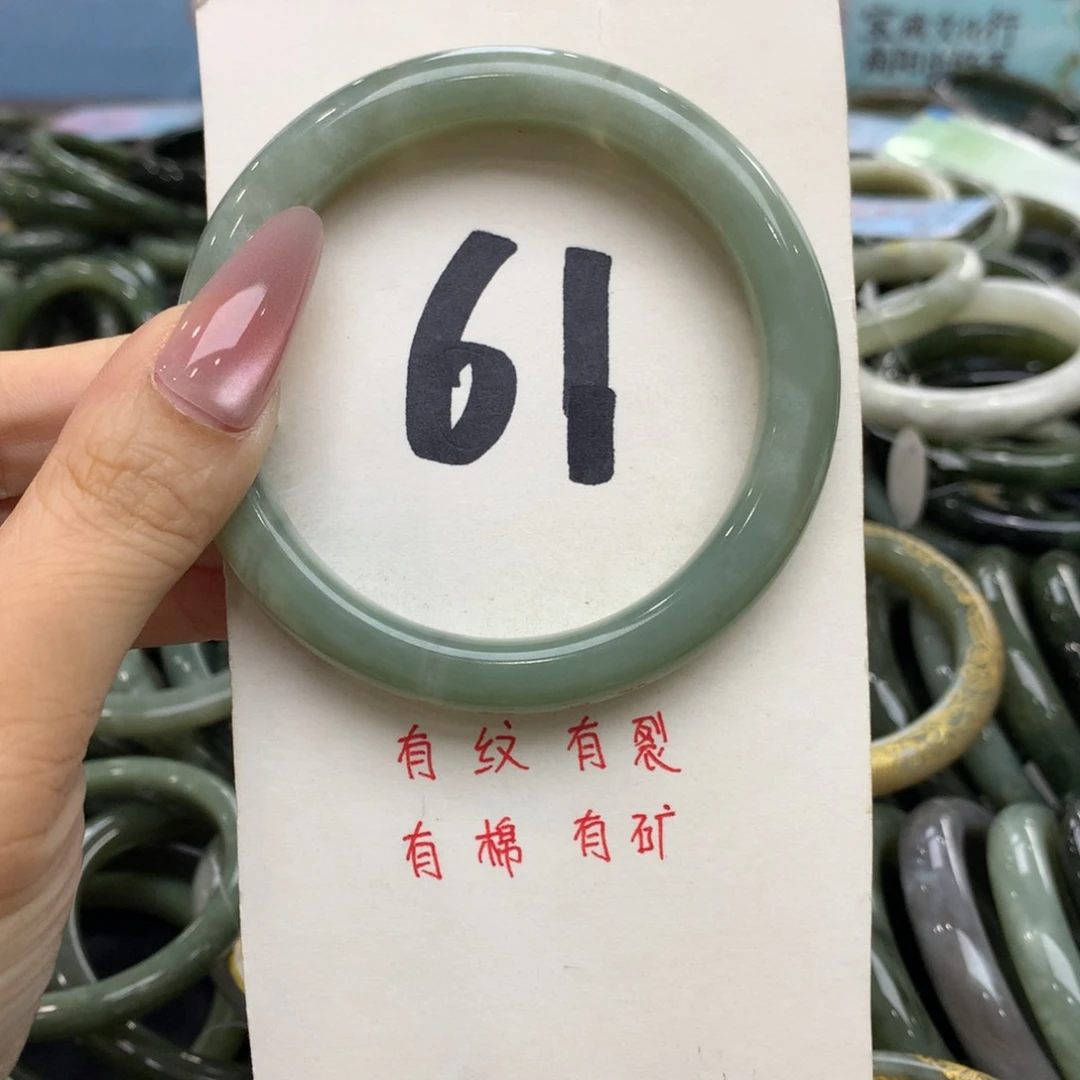 61
有纹 有裂
有棉 有矿